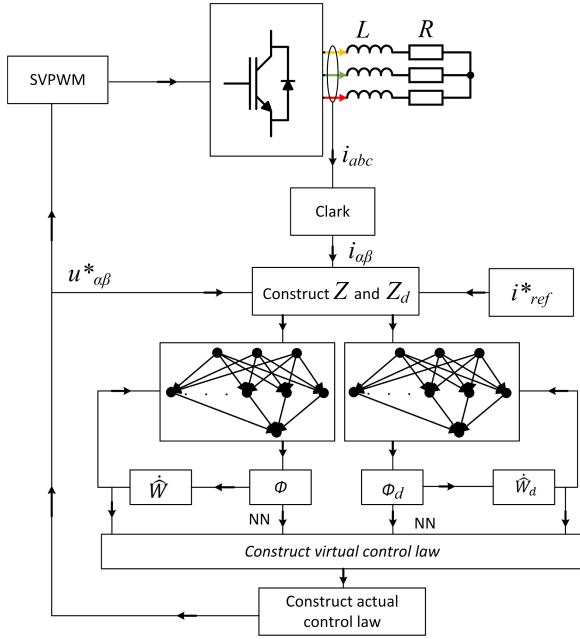 L R
SVPWM
i_abc
Clark
i_αβ
u*_αβ
Construct Z and Z_d
i*_ref
. . . .
. . . .
Ẇ̂
Φ
Φ_d
Ẇ̂_d
NN
NN
Construct virtual control law
Construct actual
control law